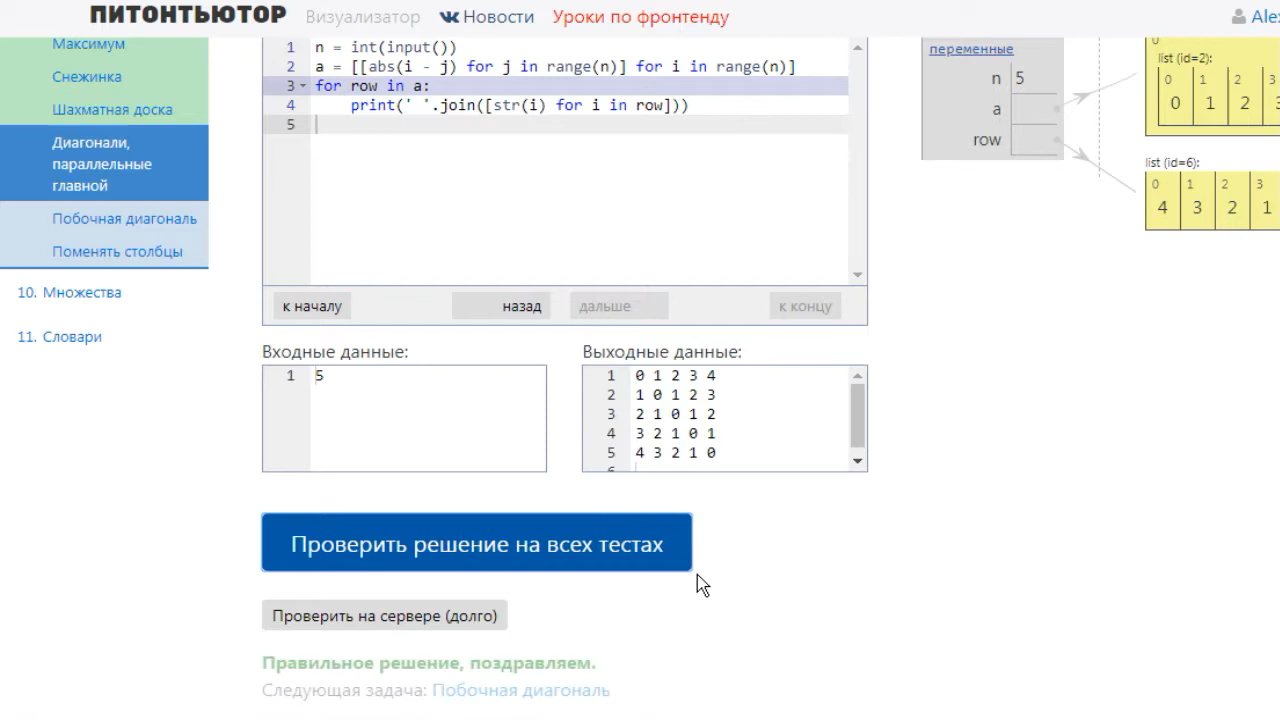 ПИТОНТЬЮТОР
Визуализатор
Новости
Уроки по фронтенду
Alex
Максимум
Снежинка
Шахматная доска
Диагонали,
параллельные
главной
Побочная диагональ
Поменять столбцы
10. Множества
11. Словари
1 n = int(input())
2 a = [[abs(i - j) for j in range(n)] for i in range(n)]
3 for row in a:
4 print(' '.join([str(i) for i in row]))
5
к началу
назад
дальше
к концу
Входные данные:
1 5
Выходные данные:
1 0 1 2 3 4
2 1 0 1 2 3
3 2 1 0 1 2
4 3 2 1 0 1
5 4 3 2 1 0
Проверить решение на всех тестах
Проверить на сервере (долго)
Правильное решение, поздравляем.
Следующая задача: Побочная диагональ
переменные
n 5
a
row
0
list (id=2):
0 1 2 3
0 1 2 3
list (id=6):
0 1 2 3
4 3 2 1